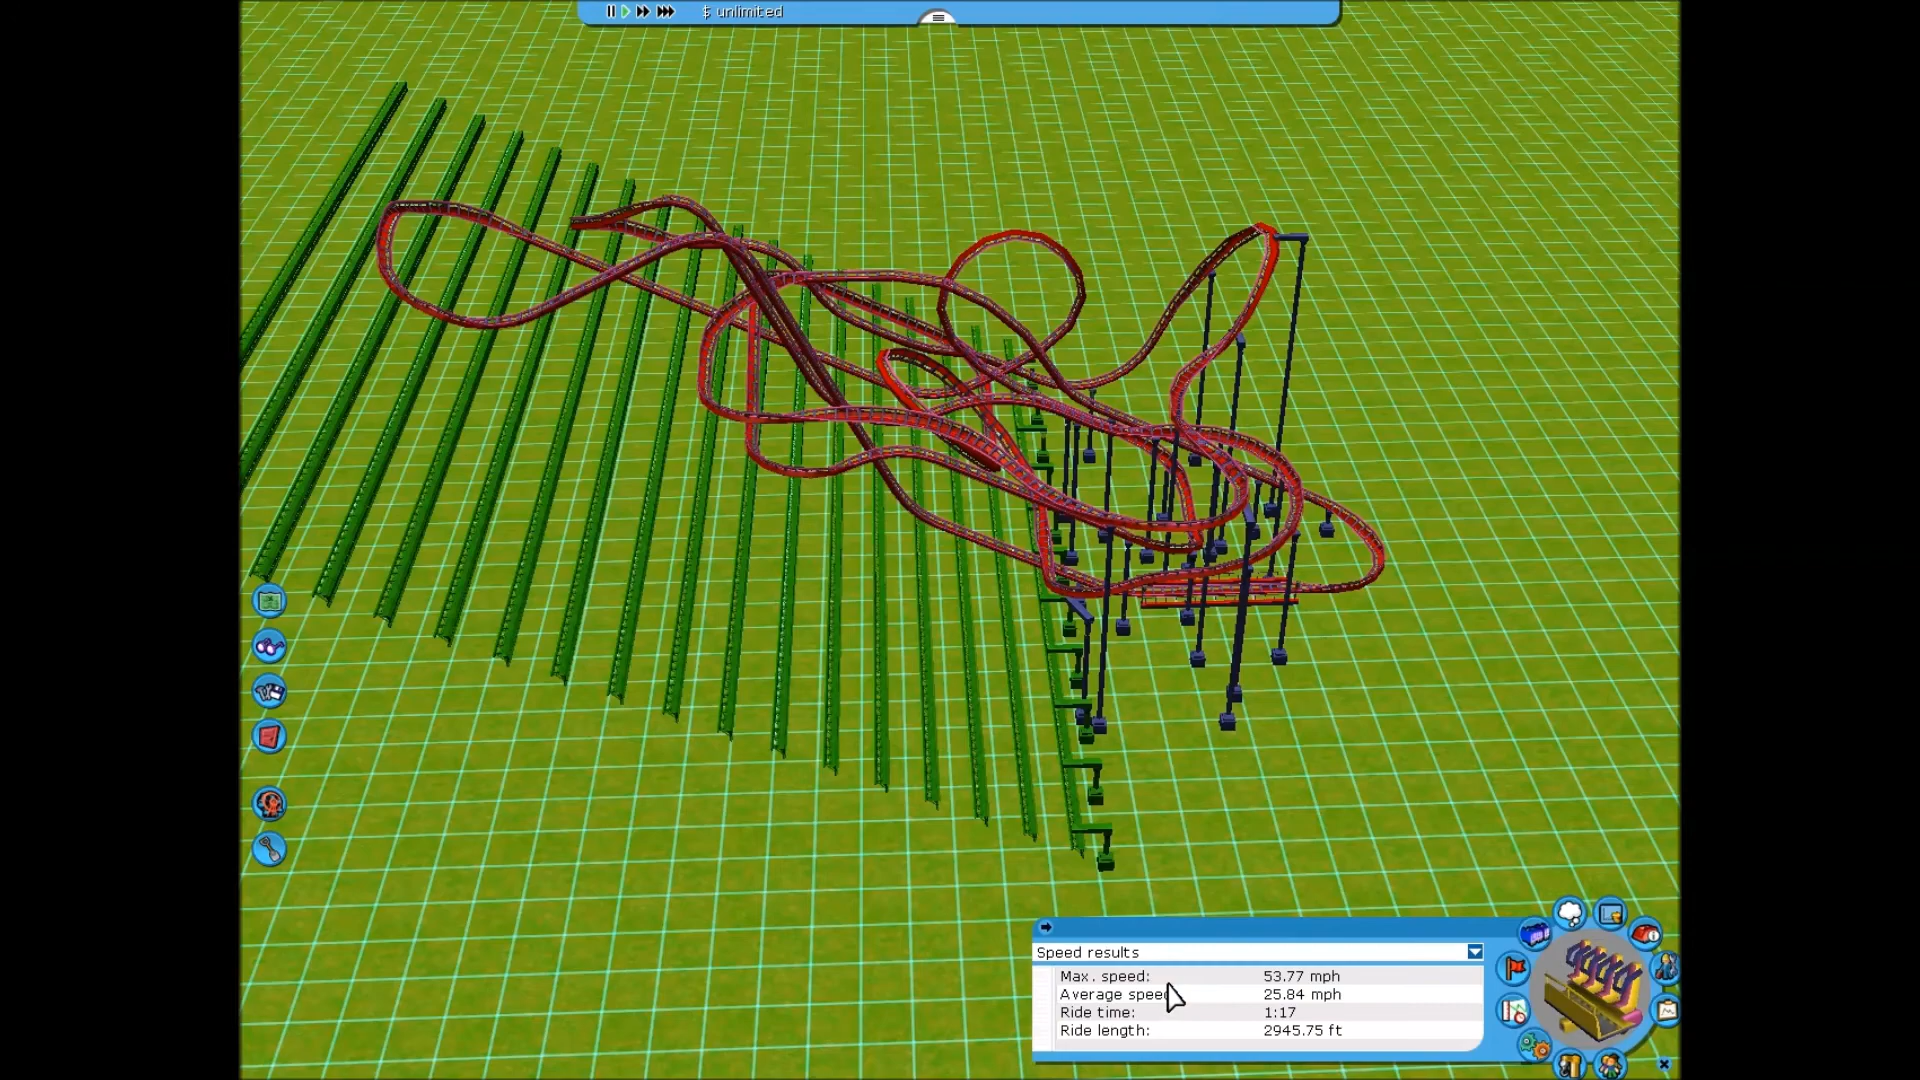 $ unlimited
Speed results
Max. speed: 53.77 mph
Average speed 25.84 mph
Ride time: 1:17
Ride length: 2945.75 ft